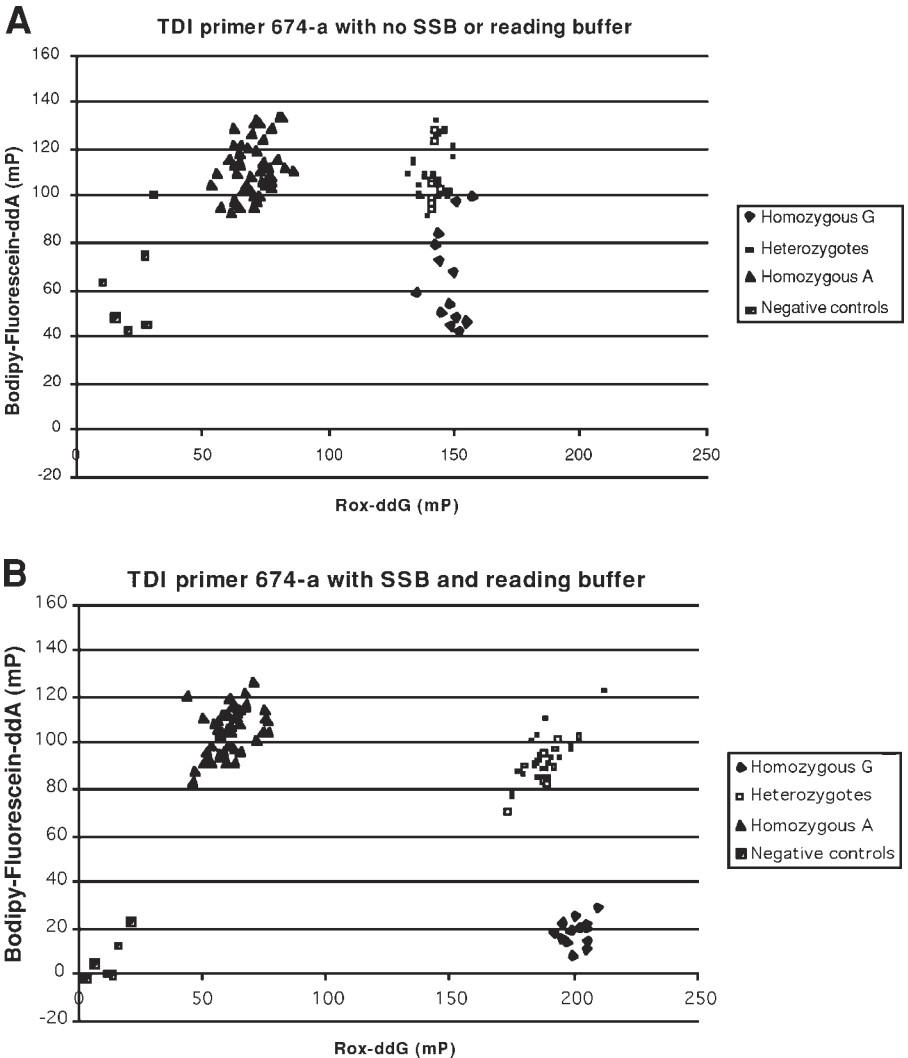 A
TDI primer 674-a with no SSB or reading buffer
Bodipy-Fluorescein-ddA (mP)
160
140
120
100
80
60
40
20
0
-20
0
50
100
150
200
250
Rox-ddG (mP)
Homozygous G
Heterozygotes
Homozygous A
Negative controls
B
TDI primer 674-a with SSB and reading buffer
Bodipy-Fluorescein-ddA (mP)
160
140
120
100
80
60
40
20
0
-20
0
50
100
150
200
250
Rox-ddG (mP)
Homozygous G
Heterozygotes
Homozygous A
Negative controls